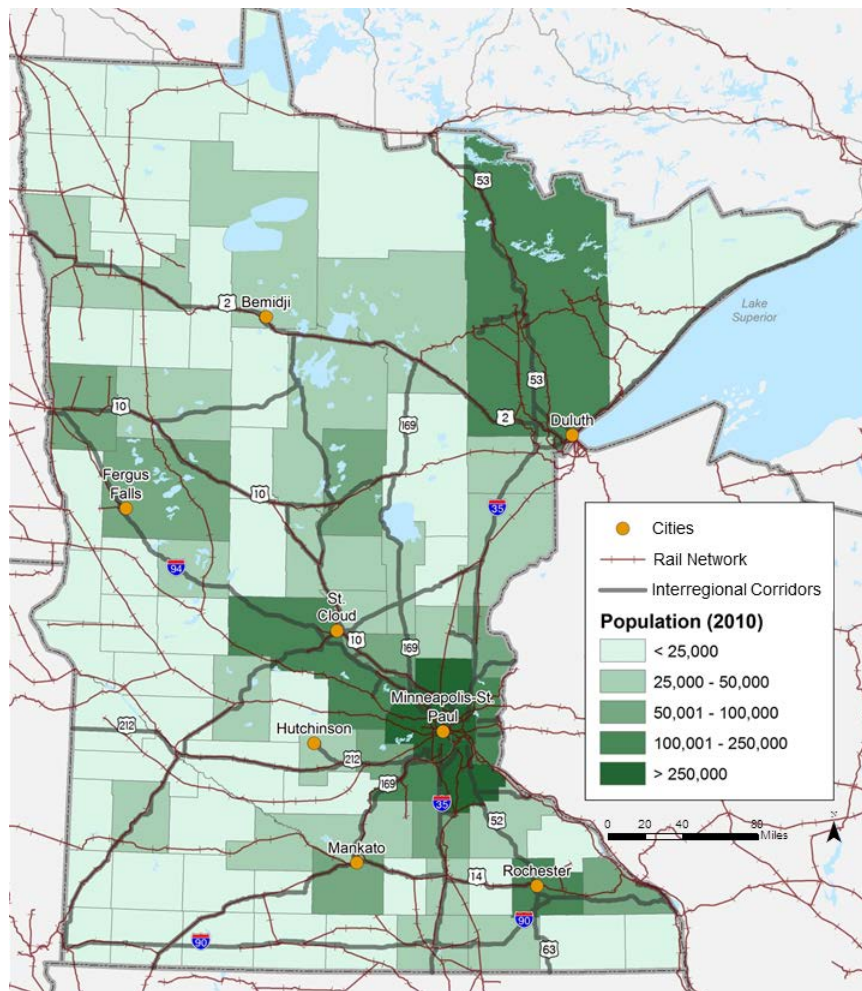 53
Lake
Superior
2
Bemidji
53
10
169
2
Duluth
Fergus
Falls
10
35
94
St.
Cloud
10
169
Minneapolis-St.
Paul
212
Hutchinson
212
169
35
52
Mankato
14
Rochester
90
90
63
Cities
Rail Network
Interregional Corridors
Population (2010)
< 25,000
25,000 - 50,000
50,001 - 100,000
100,001 - 250,000
> 250,000
0 20 40 80
Miles